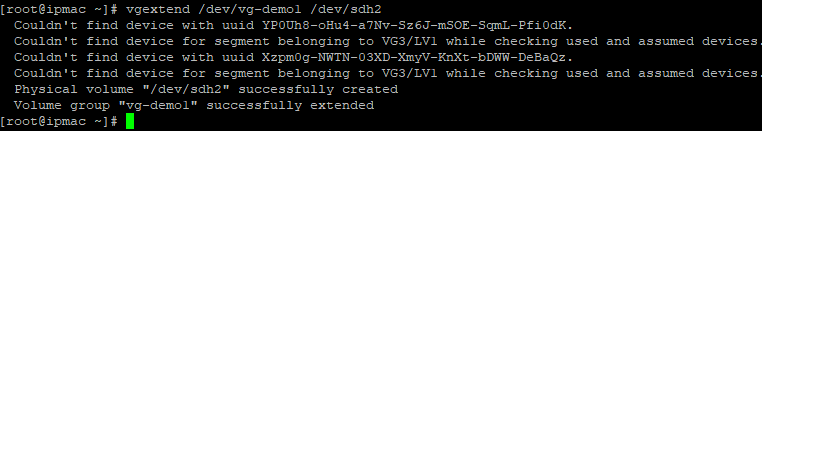 [root@ipmac ~]# vgextend /dev/vg-demo1 /dev/sdh2
Couldn't find device with uuid YP0Uh8-oHu4-a7Nv-Sz6J-mSOE-SqmL-Pfi0dK.
Couldn't find device for segment belonging to VG3/LV1 while checking used and assumed devices.
Couldn't find device with uuid Xzpm0g-NWTN-03XD-XmyV-KnXt-bDWW-DeBaQz.
Couldn't find device for segment belonging to VG3/LV1 while checking used and assumed devices.
Physical volume "/dev/sdh2" successfully created
Volume group "vg-demo1" successfully extended
[root@ipmac ~]#